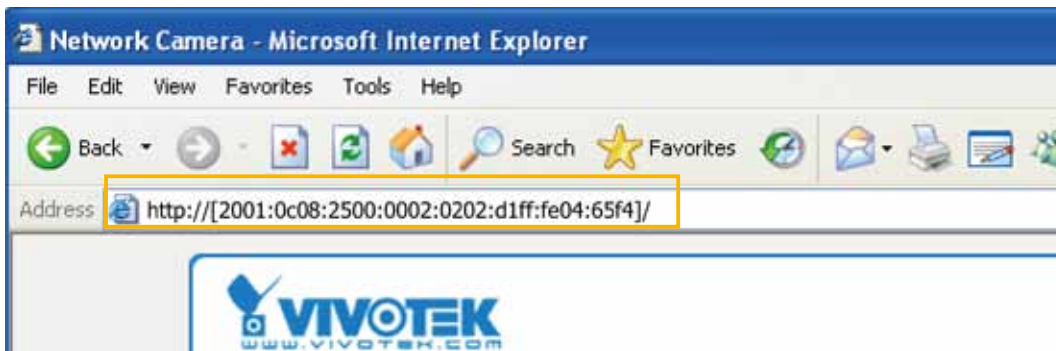 Network Camera - Microsoft Internet Explorer
File Edit View Favorites Tools Help
Back Search Favorites
Address http://[2001:0c08:2500:0002:0202:d1ff:fe04:65f4]/
VIVOTEK
WWW.VIVOTEK.COM